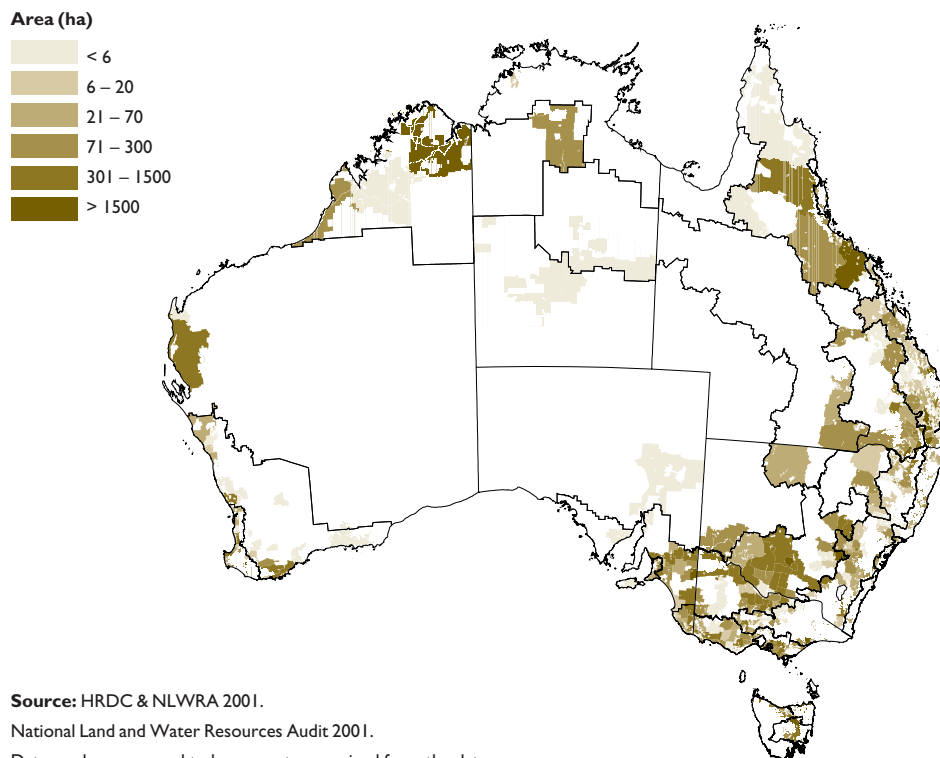 Area (ha)
< 6
6 – 20
21 – 70
71 – 300
301 – 1500
> 1500
Source: HRDC & NLWRA 2001.
National Land and Water Resources Audit 2001.